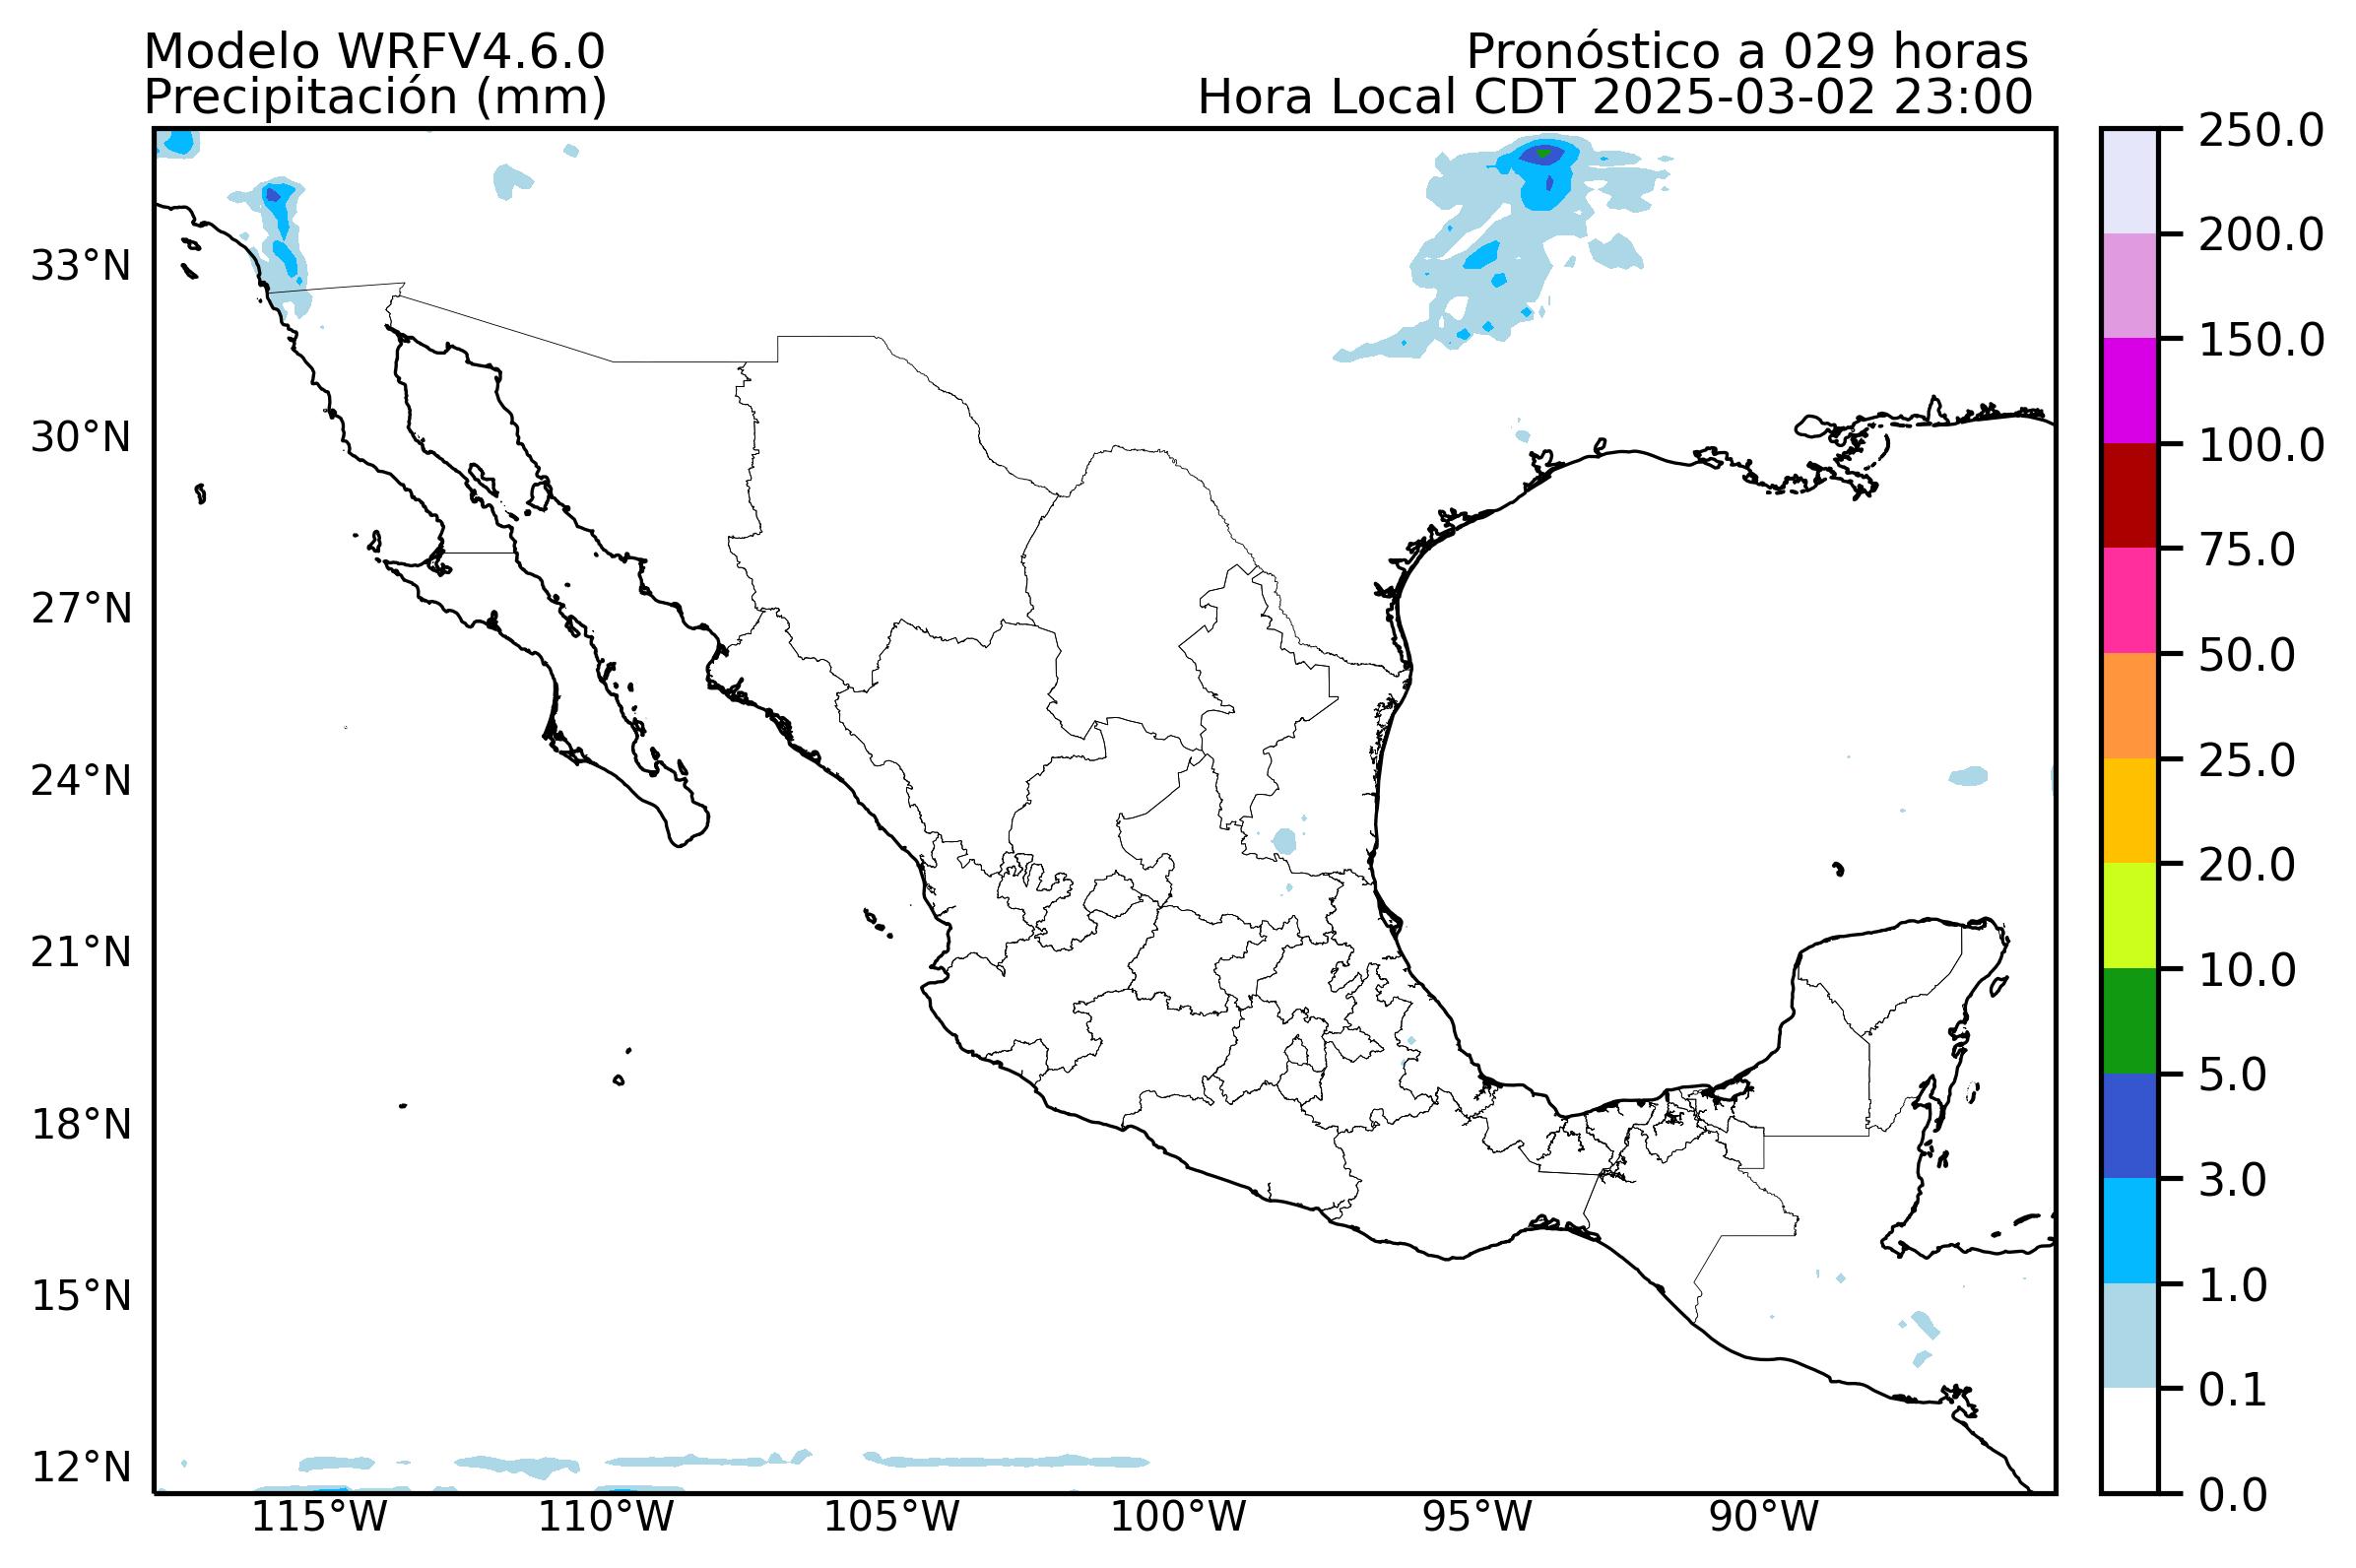 Modelo WRFV4.6.0
Pronóstico a 029 horas
Precipitación (mm)
Hora Local CDT 2025-03-02 23:00
33°N
30°N
27°N
24°N
21°N
18°N
15°N
12°N
115°W
110°W
105°W
100°W
95°W
90°W
250.0
200.0
150.0
100.0
75.0
50.0
25.0
20.0
10.0
5.0
3.0
1.0
0.1
0.0